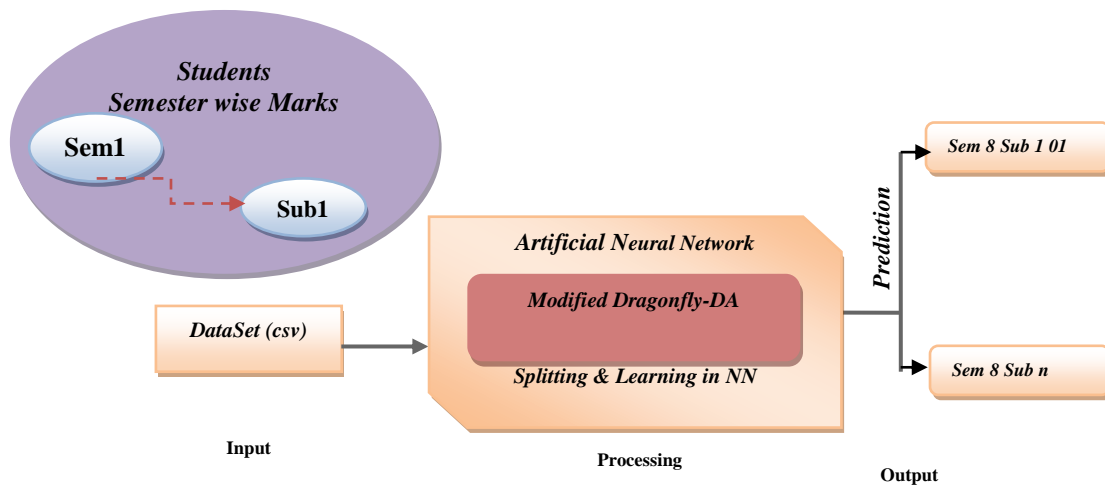 Students
Semester wise Marks
Sem1
Sub1
DataSet (csv)
Artificial Neural Network
Modified Dragonfly-DA
Splitting & Learning in NN
Prediction
Sem 8 Sub 1 01
Sem 8 Sub n
Input
Processing
Output